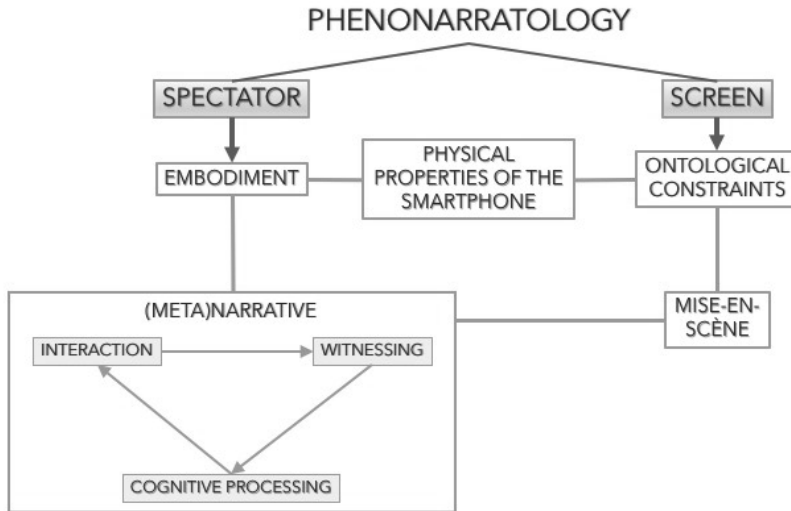 PHENONARRATOLOGY
SPECTATOR
SCREEN
EMBODIMENT
PHYSICAL
PROPERTIES OF THE
SMARTPHONE
ONTOLOGICAL
CONSTRAINTS
(META)NARRATIVE
MISE-EN-
SCÈNE
INTERACTION
WITNESSING
COGNITIVE PROCESSING